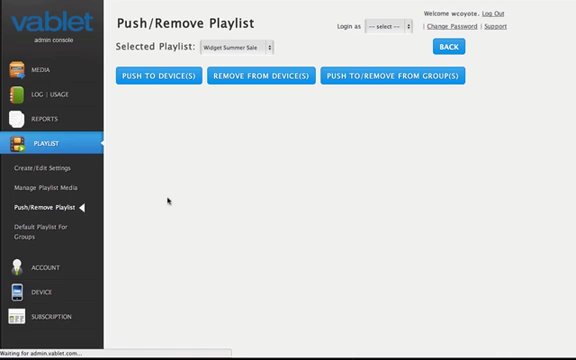 vablet
admin console
Push/Remove Playlist
Welcome wcoyote. Log Out
Login as --- select ---
| Change Password | Support
Selected Playlist: Widget Summer Sale
BACK
PUSH TO DEVICE(S) REMOVE FROM DEVICE(S) PUSH TO/REMOVE FROM GROUP(S)
MEDIA
LOG | USAGE
REPORTS
PLAYLIST
Create/Edit Settings
Manage Playlist Media
Push/Remove Playlist
Default Playlist For
Groups
ACCOUNT
DEVICE
SUBSCRIPTION
Waiting for admin.vablet.com...